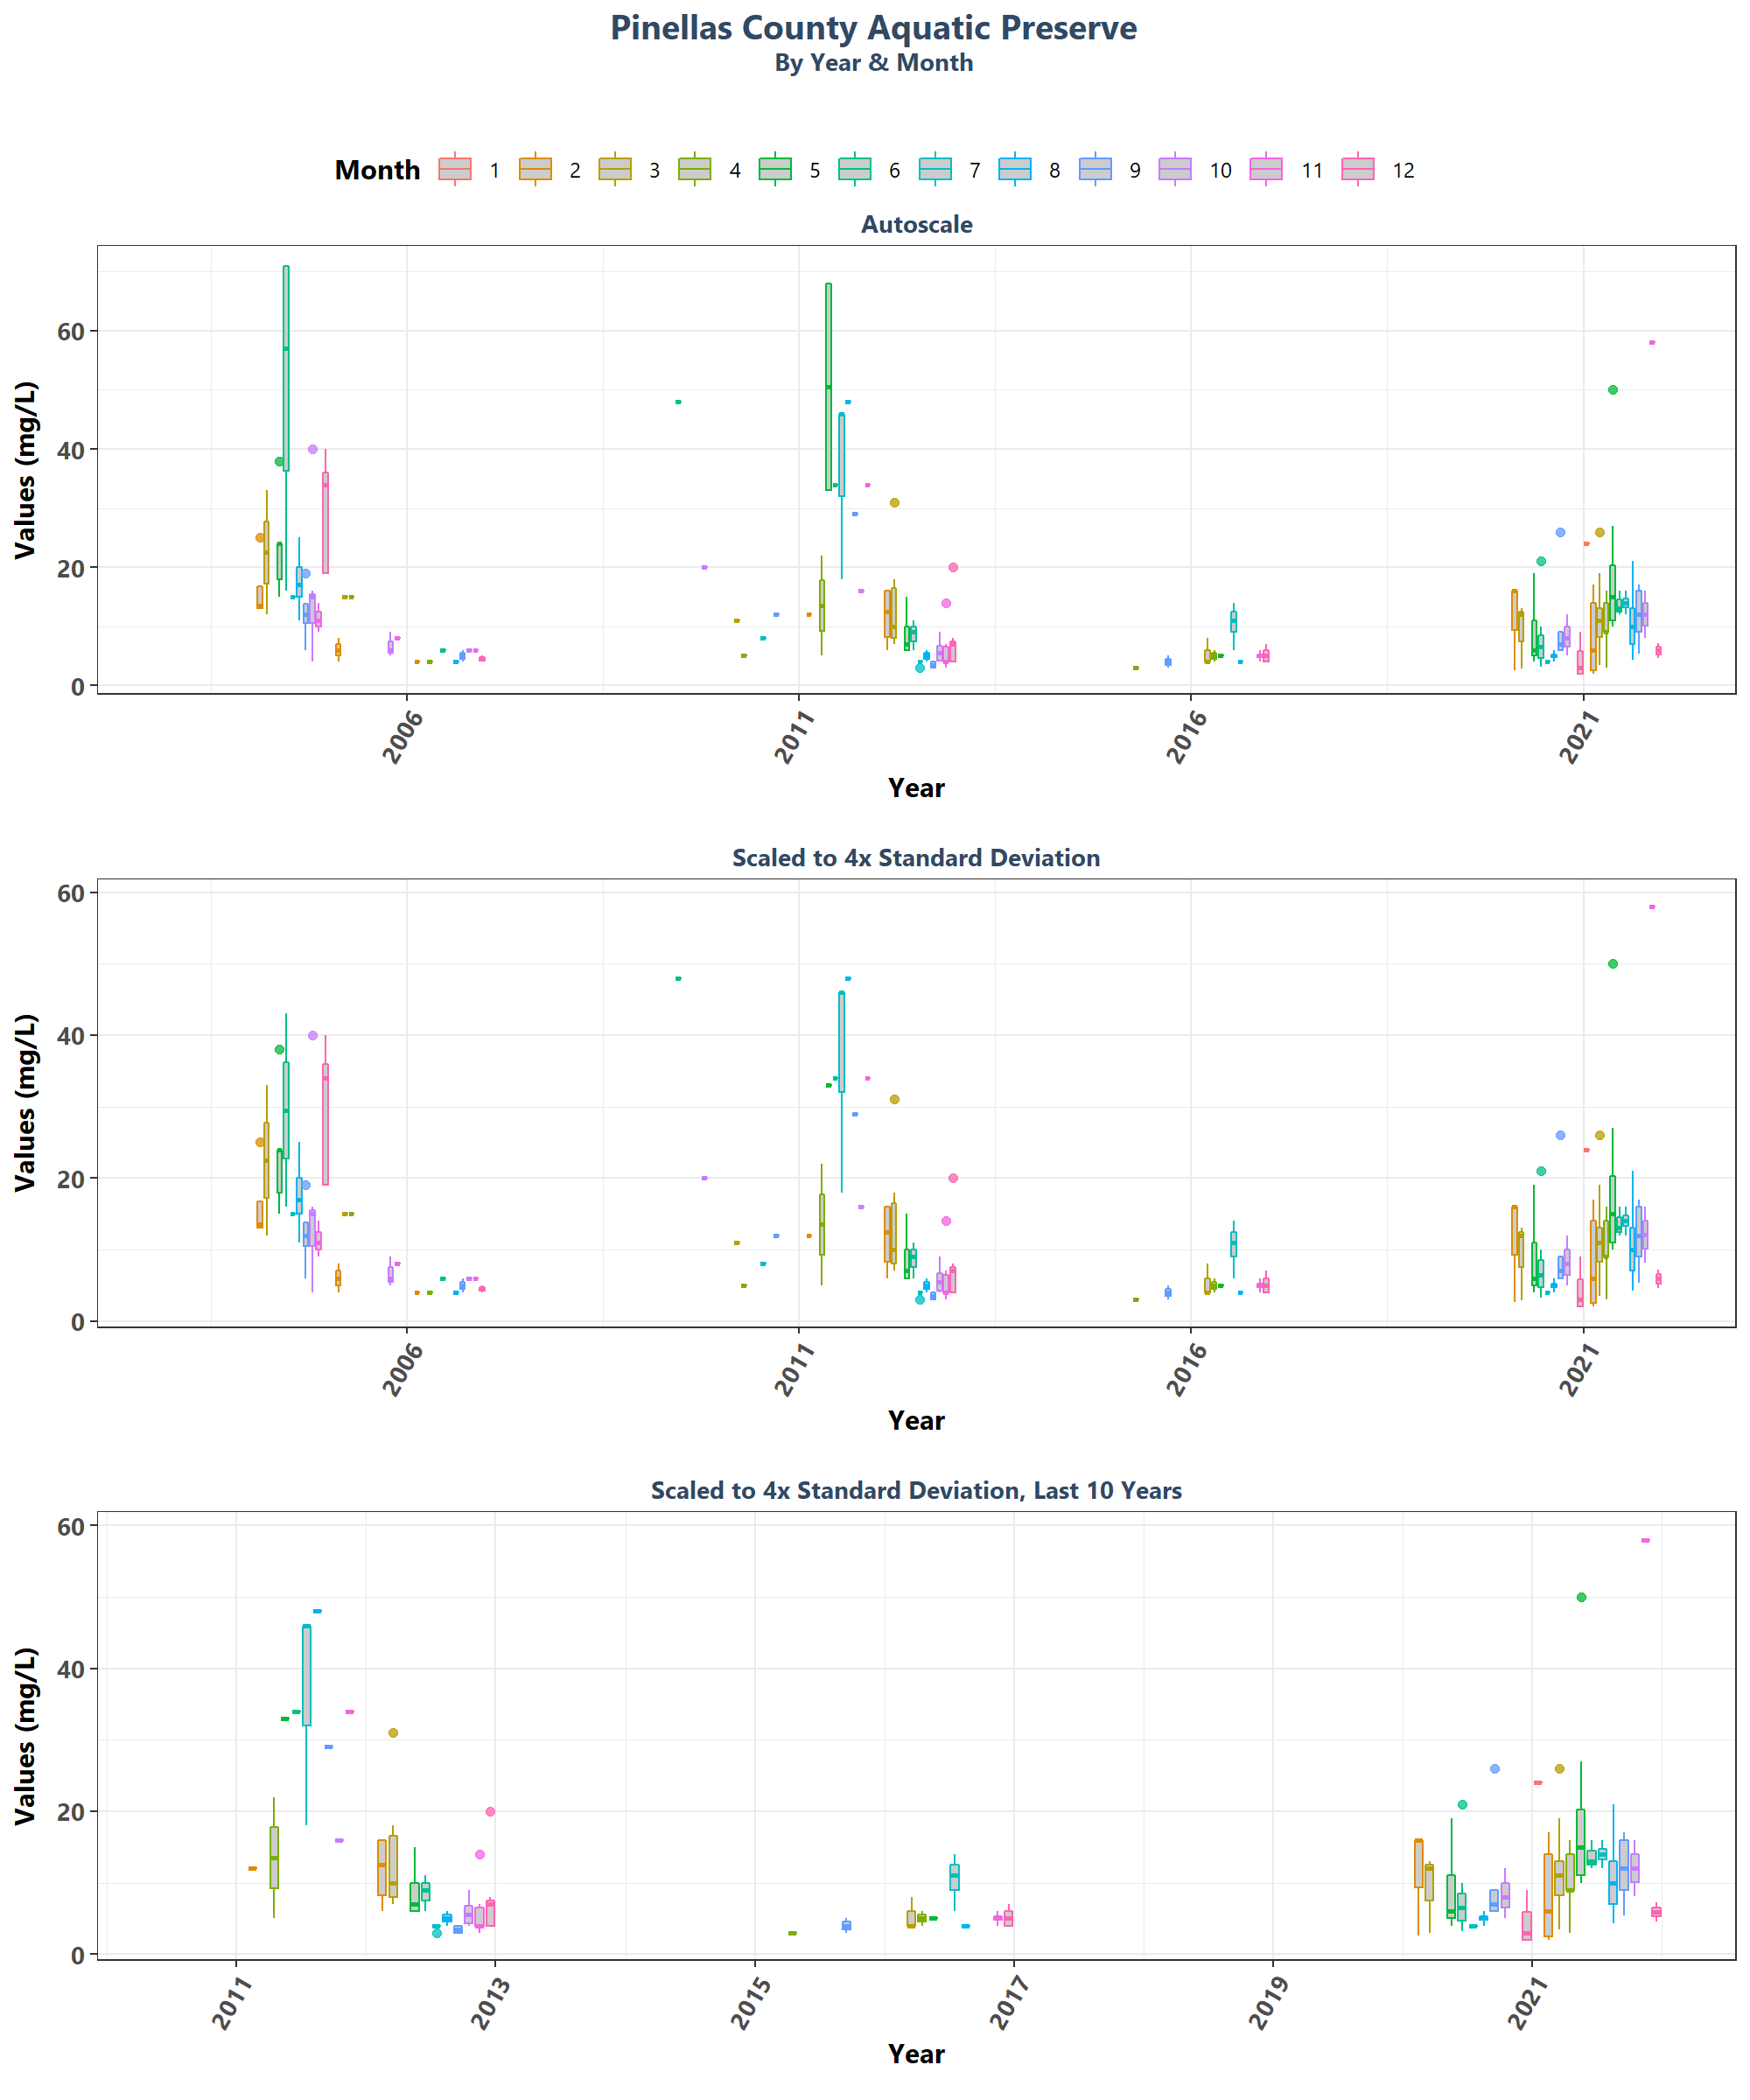 Pinellas County Aquatic Preserve
By Year & Month
Month 1 2 3 4 5 6 7 8 9 10 11 12
Autoscale
Values (mg/L)
60
40
20
0
2006 2011 2016 2021
Year
Scaled to 4x Standard Deviation
Values (mg/L)
60
40
20
0
2006 2011 2016 2021
Year
Scaled to 4x Standard Deviation, Last 10 Years
Values (mg/L)
60
40
20
0
2011 2013 2015 2017 2019 2021
Year